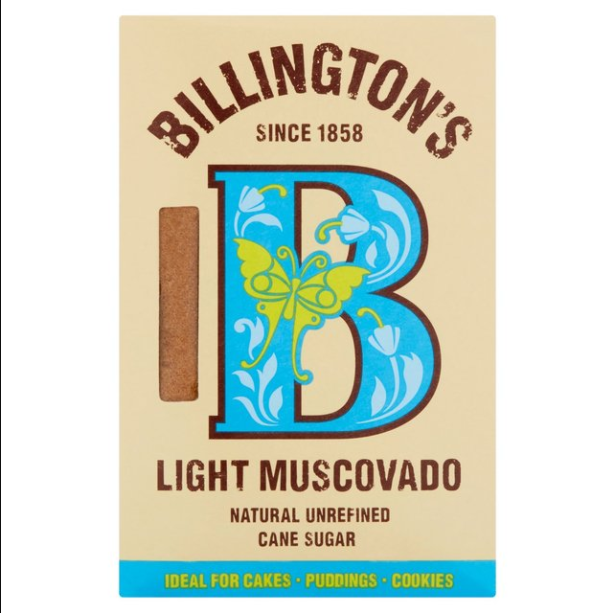 BILLINGTON'S
SINCE 1858
B
LIGHT MUSCOVADO
NATURAL UNREFINED
CANE SUGAR
IDEAL FOR CAKES • PUDDINGS • COOKIES